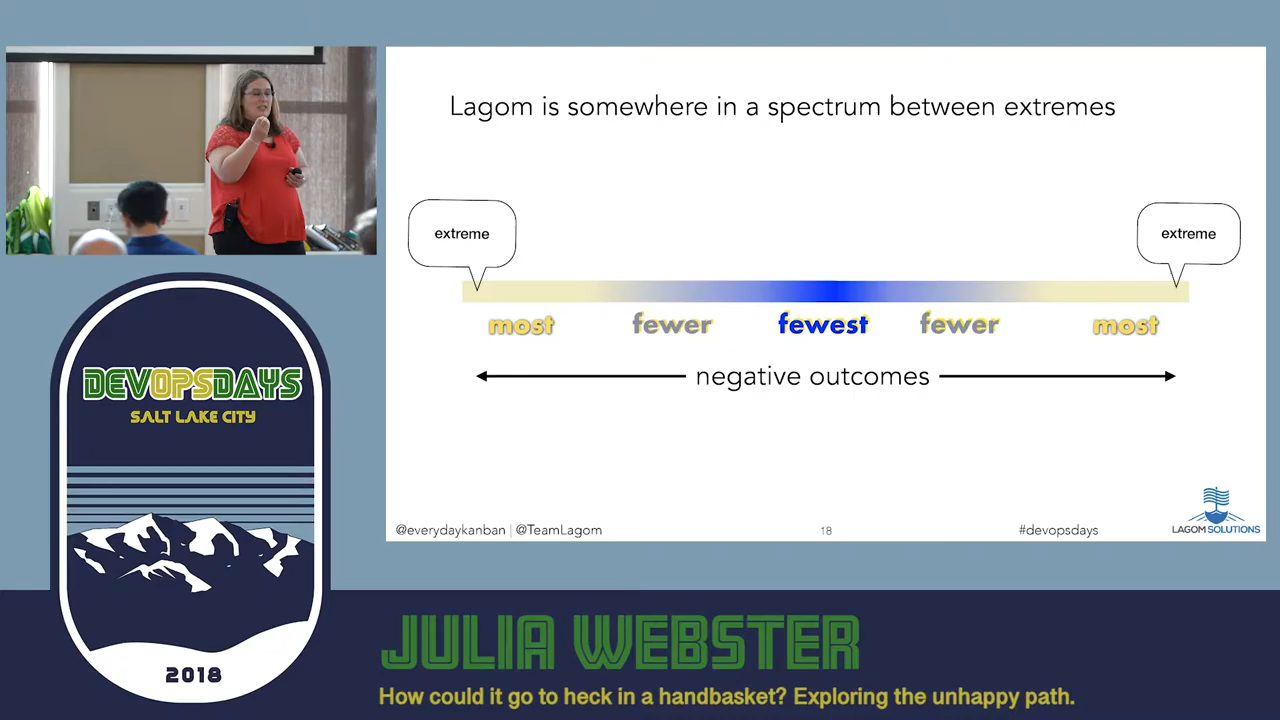 Lagom is somewhere in a spectrum between extremes
extreme
extreme
most
fewer
fewest
fewer
most
negative outcomes
@everydaykanban | @TeamLagom
18
#devopsdays
LAGOM SOLUTIONS
DEVOPSDAYS
SALT LAKE CITY
2018
JULIA WEBSTER
How could it go to heck in a handbasket? Exploring the unhappy path.